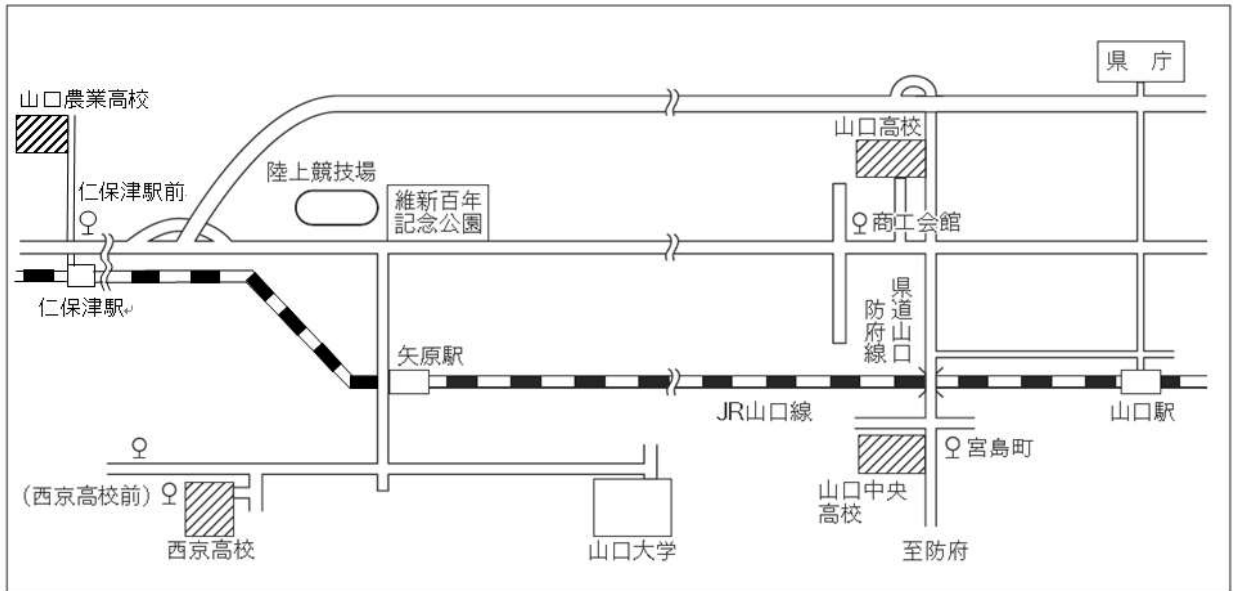 県 庁
山口農業高校
山口高校
陸上競技場
仁保津駅前
維新百年
記念公園
商工会館
県道山口
防府線
仁保津駅
矢原駅
JR山口線
山口駅
宮島町
(西京高校前)
山口中央
高校
西京高校
山口大学
至防府